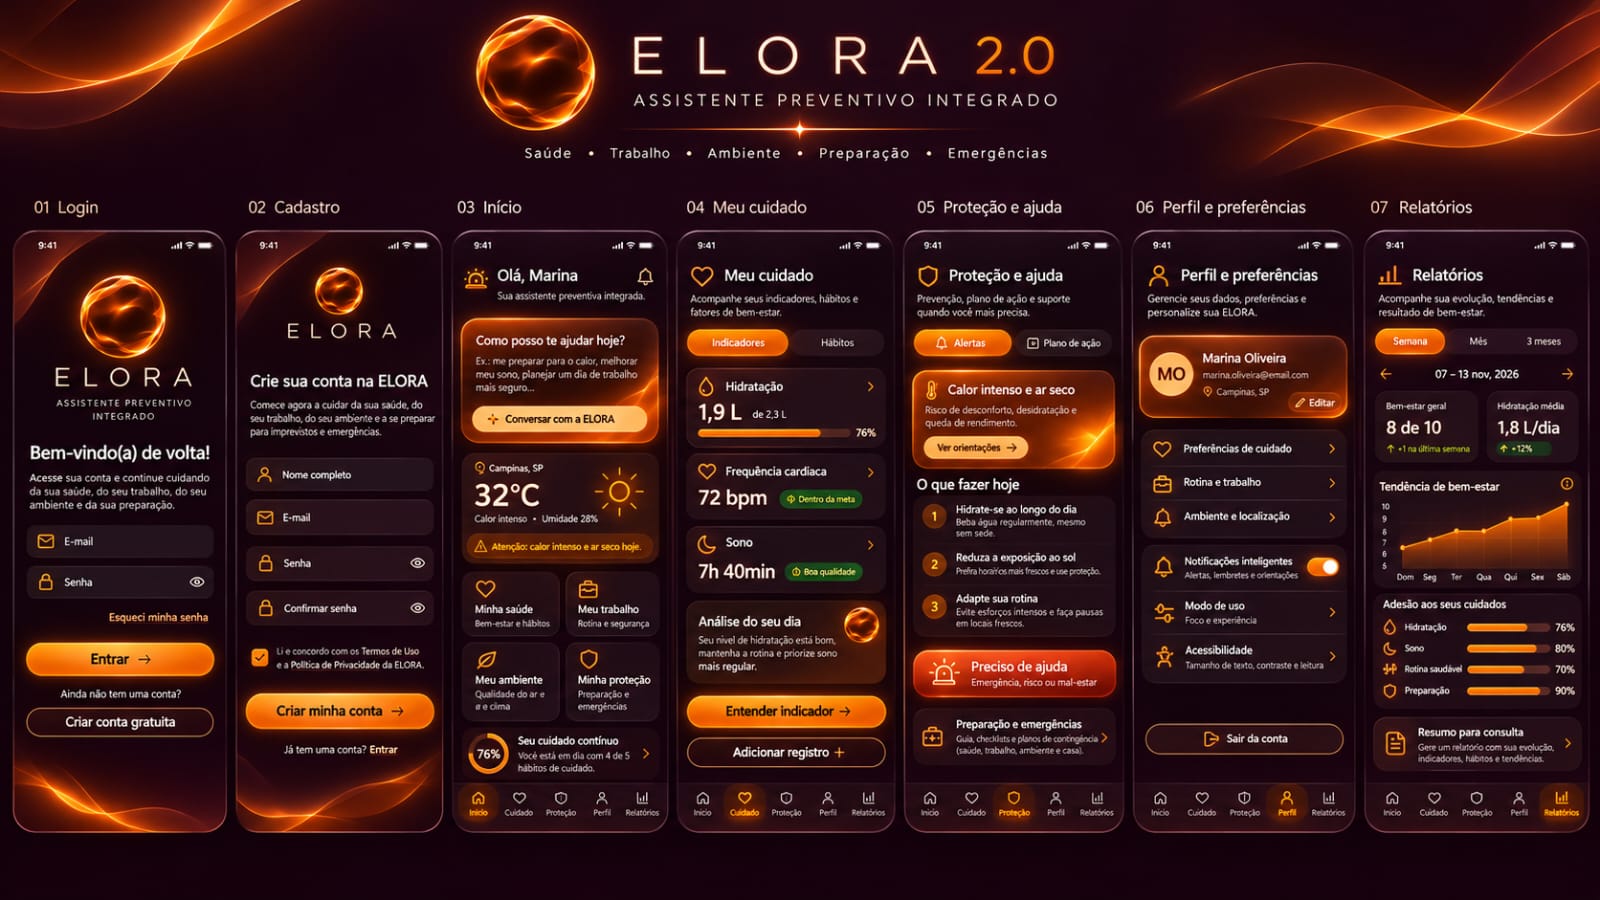 ELORA 2.0
ASSISTENTE PREVENTIVO INTEGRADO
Saúde • Trabalho • Ambiente • Preparação • Emergências
01 Login
9:41
ELORA
ASSISTENTE PREVENTIVO
INTEGRADO
Bem-vindo(a) de volta!
Acesse sua conta e continue cuidando
da sua saúde, do seu trabalho, do seu
ambiente e da sua preparação.
E-mail
Senha
Esqueci minha senha
Entrar →
Ainda não tem uma conta?
Criar conta gratuita
02 Cadastro
9:41
ELORA
Crie sua conta na ELORA
Comece agora a cuidar da sua saúde, do
seu trabalho, do seu ambiente e a se preparar
para imprevistos e emergências.
Nome completo
E-mail
Senha
Confirmar senha
Li e concordo com os Termos de Uso
e a Política de Privacidade da ELORA.
Criar minha conta →
Já tem uma conta? Entrar
03 Início
9:41
Olá, Marina
Sua assistente preventiva integrada.
Como posso te ajudar hoje?
Ex.: me preparar para o calor, melhorar
meu sono, planejar um dia de trabalho
mais seguro...
Conversar com a ELORA
Campinas, SP
32°C
Calor intenso • Umidade 28%
Atenção: calor intenso e ar seco hoje.
Minha saúde
Bem-estar e hábitos
Meu trabalho
Rotina e segurança
Meu ambiente
Qualidade do ar e
e clima
Minha proteção
Preparação e
emergências
76%
Seu cuidado contínuo
Você está em dia com 4 de 5
hábitos de cuidado.
Início
Cuidado
Proteção
Perfil
Relatórios
04 Meu cuidado
9:41
Meu cuidado
Acompanhe seus indicadores, hábitos e
fatores de bem-estar.
Indicadores
Hábitos
Hidratação
1,9 L de 2,3 L
76%
Frequência cardíaca
72 bpm
Dentro da meta
Sono
7h 40min
Boa qualidade
Análise do seu dia
Seu nível de hidratação está bom,
mantenha a rotina e priorize sono
mais regular.
Entender indicador →
Adicionar registro +
Início
Cuidado
Proteção
Perfil
Relatórios
05 Proteção e ajuda
9:41
Proteção e ajuda
Prevenção, plano de ação e suporte
quando você mais precisa.
Alertas
Plano de ação
Calor intenso e ar seco
Risco de desconforto, desidratação e
queda de rendimento.
Ver orientações →
O que fazer hoje
1
Hidrate-se ao longo do dia
Beba água regularmente, mesmo
sem sede.
2
Reduza a exposição ao sol
Prefira horários mais frescos e use proteção.
3
Adapte sua rotina
Evite esforços intensos e faça pausas
em locais frescos.
Preciso de ajuda
Emergência, risco ou mal-estar
Preparação e emergências
Guia, checklists e planos de contingência
(saúde, trabalho, ambiente e casa).
Início
Cuidado
Proteção
Perfil
Relatórios
06 Perfil e preferências
9:41
Perfil e preferências
Gerencie seus dados, preferências e
personalize sua ELORA.
MO
Marina Oliveira
marina.oliveira@email.com
Campinas, SP
Editar
Preferências de cuidado
Rotina e trabalho
Ambiente e localização
Notificações inteligentes
Alertas, lembretes e orientações
Modo de uso
Foco e experiência
Acessibilidade
Tamanho de texto, contraste e leitura
Sair da conta
Início
Cuidado
Proteção
Perfil
Relatórios
07 Relatórios
9:41
Relatórios
Acompanhe sua evolução, tendências e
resultado de bem-estar.
Semana
Mês
3 meses
← 07 – 13 nov, 2026 →
Bem-estar geral
8 de 10
↑ +1 na última semana
Hidratação média
1,8 L/dia
↑ +12%
Tendência de bem-estar
10
9
8
7
6
5
Dom Seg Ter Qua Qui Sex Sáb
Adesão aos seus cuidados
Hidratação 76%
Sono 80%
Rotina saudável 70%
Preparação 90%
Resumo para consulta
Gere um relatório com sua evolução,
indicadores, hábitos e tendências.
Início
Cuidado
Proteção
Perfil
Relatórios